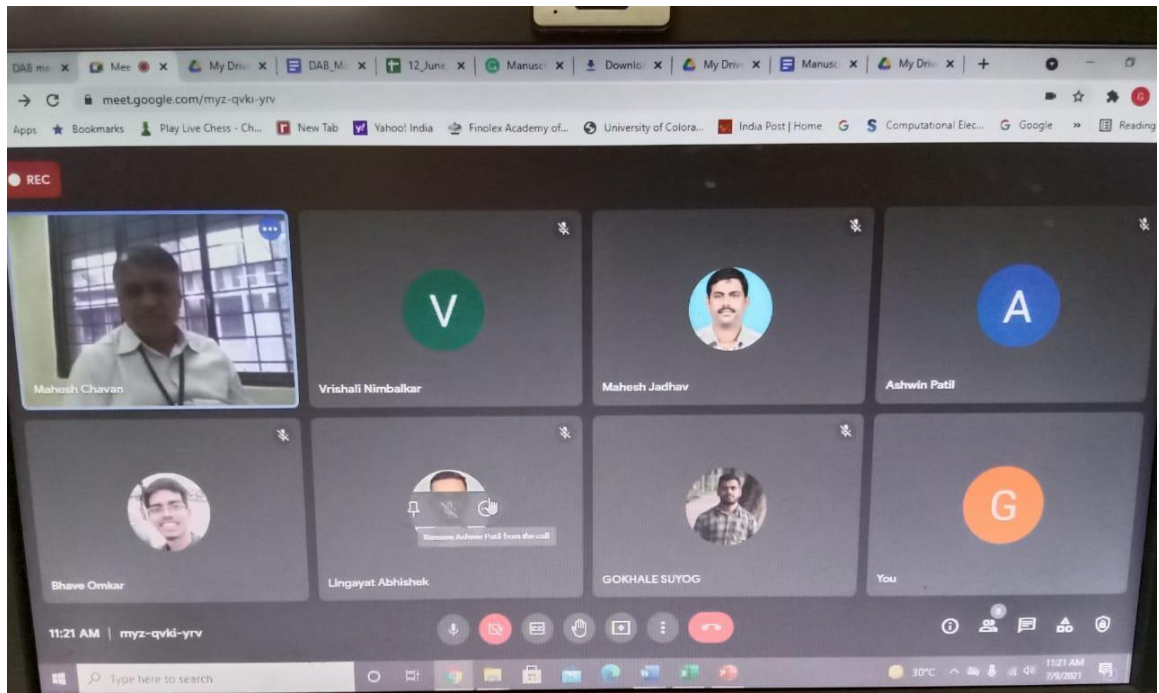 DAB me Mee My Driv DAB_Mc 12_June Manusc Downlo My Driv Manusc My Driv
meet.google.com/myz-qvki-yrv
Apps Bookmarks Play Live Chess - Ch... New Tab Yahoo! India Finolex Academy of... University of Colora... India Post | Home Computational Elec... Google » Reading
REC
V
A
Mahesh Chavan
Vrishali Nimbalkar
Mahesh Jadhav
Ashwin Patil
G
Remove Ashwin Patil from the call
Bhave Omkar
Lingayat Abhishek
GOKHALE SUYOG
You
11:21 AM | myz-qvki-yrv
8
Type here to search
30°C
11:21 AM
7/9/2021